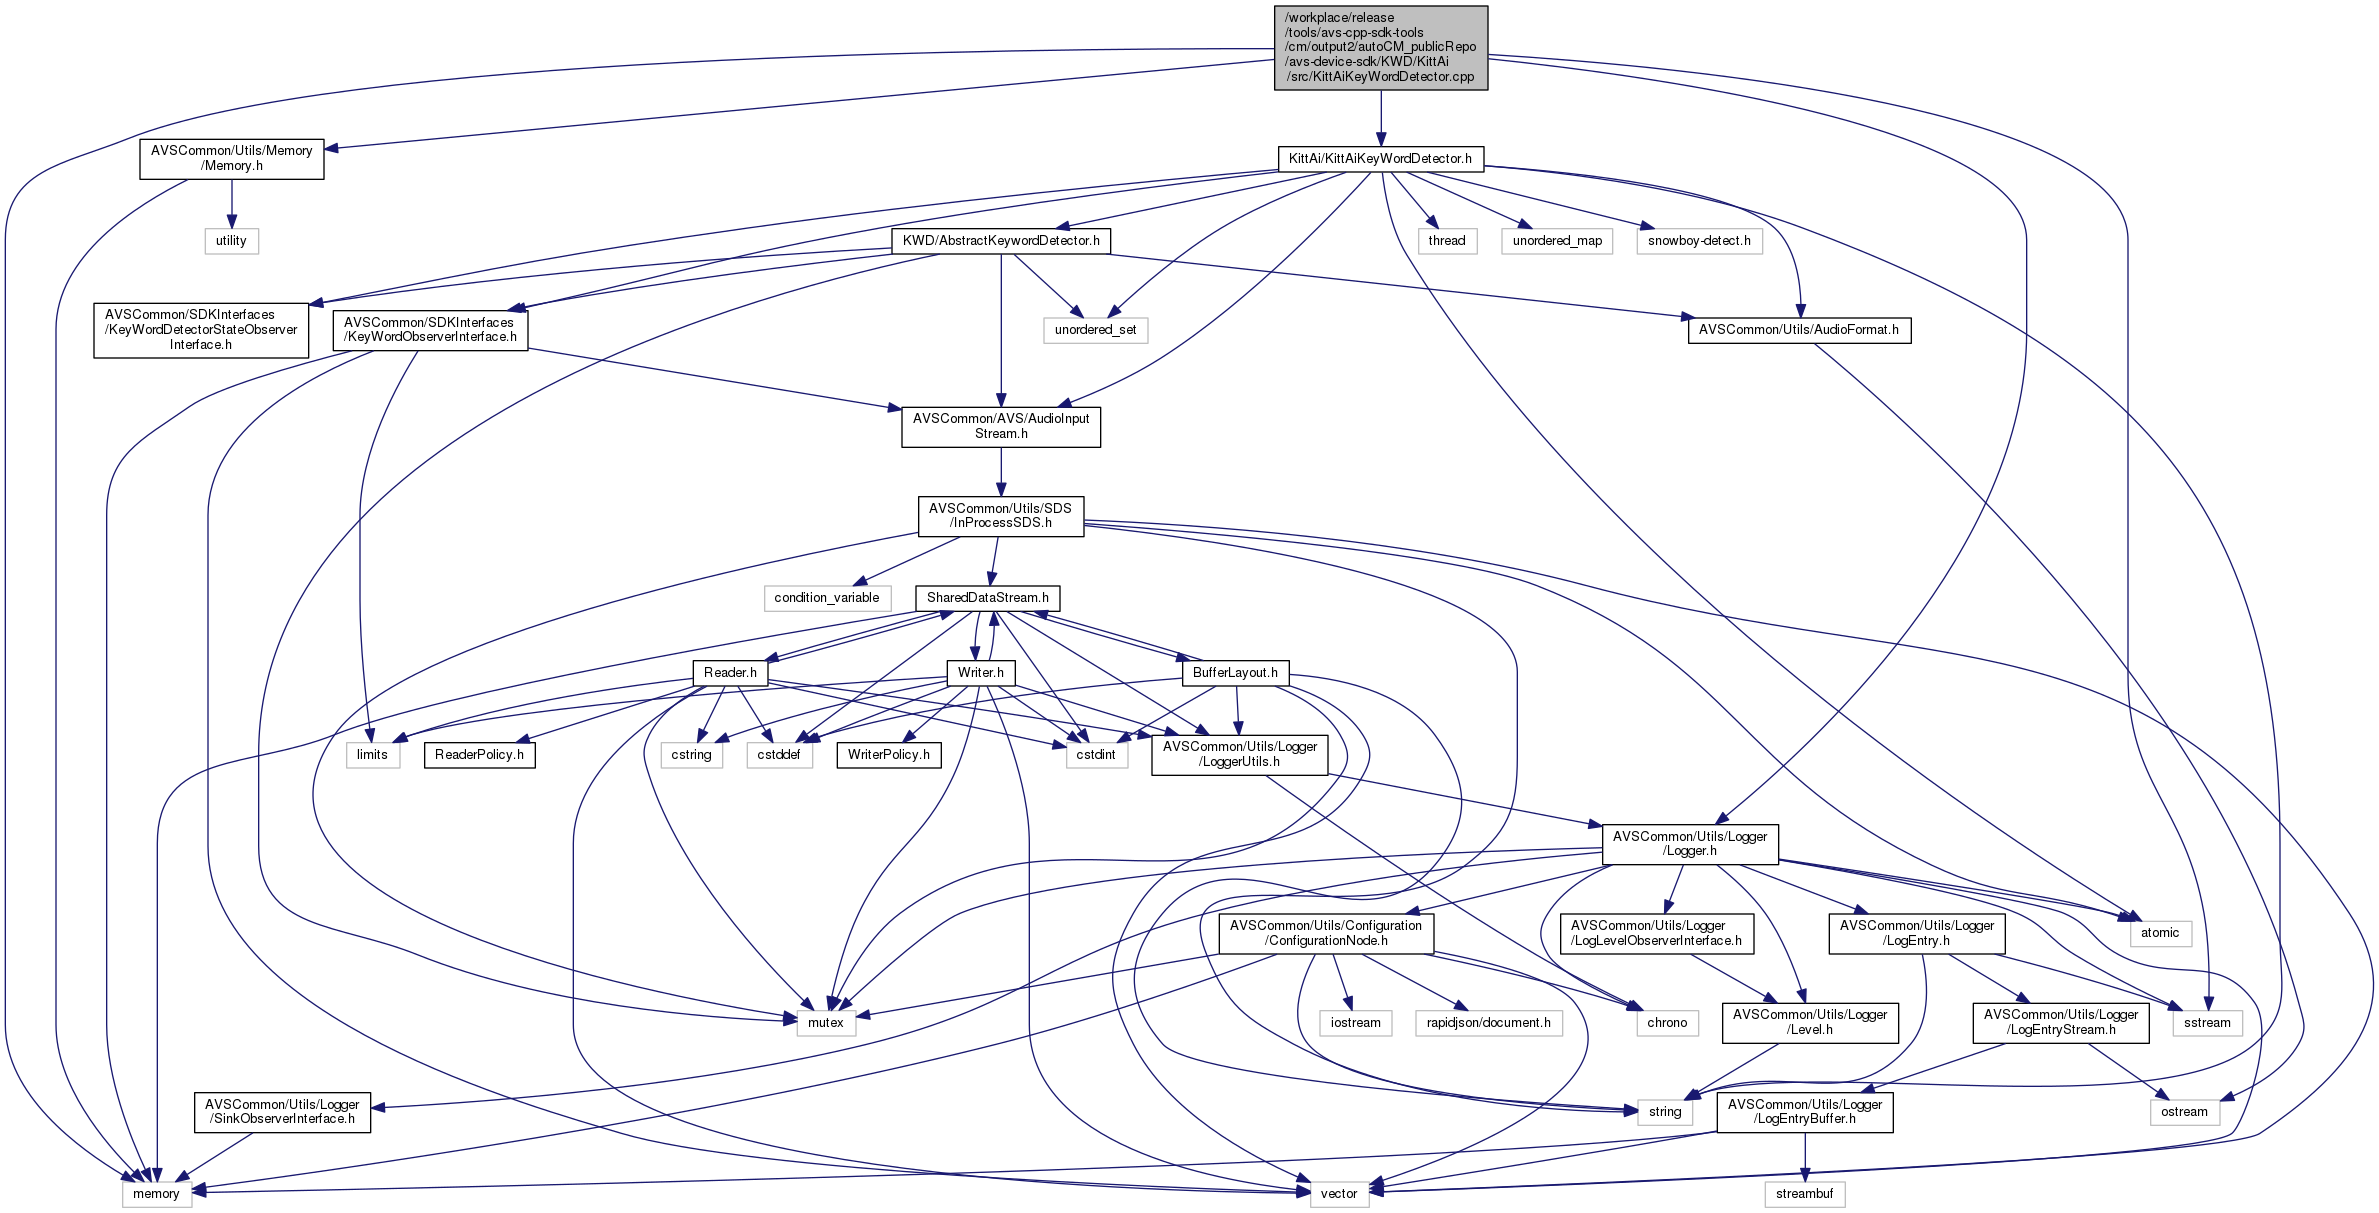 /workplace/release
/tools/avs-cpp-sdk-tools
/cm/output2/autoCM_publicRepo
/avs-device-sdk/KWD/KittAi
/src/KittAiKeyWordDetector.cpp
AVSCommon/Utils/Memory
/Memory.h
KittAi/KittAiKeyWordDetector.h
utility
KWD/AbstractKeywordDetector.h
thread
unordered_map
snowboy-detect.h
AVSCommon/SDKInterfaces
/KeyWordDetectorStateObserver
Interface.h
AVSCommon/SDKInterfaces
/KeyWordObserverInterface.h
unordered_set
AVSCommon/Utils/AudioFormat.h
AVSCommon/AVS/AudioInput
Stream.h
AVSCommon/Utils/SDS
/InProcessSDS.h
condition_variable
SharedDataStream.h
Reader.h
Writer.h
BufferLayout.h
limits
ReaderPolicy.h
cstring
cstddef
WriterPolicy.h
cstdint
AVSCommon/Utils/Logger
/LoggerUtils.h
AVSCommon/Utils/Logger
/Logger.h
AVSCommon/Utils/Configuration
/ConfigurationNode.h
AVSCommon/Utils/Logger
/LogLevelObserverInterface.h
AVSCommon/Utils/Logger
/LogEntry.h
atomic
mutex
iostream
rapidjson/document.h
chrono
AVSCommon/Utils/Logger
/Level.h
AVSCommon/Utils/Logger
/LogEntryStream.h
sstream
AVSCommon/Utils/Logger
/SinkObserverInterface.h
string
AVSCommon/Utils/Logger
/LogEntryBuffer.h
ostream
memory
vector
streambuf